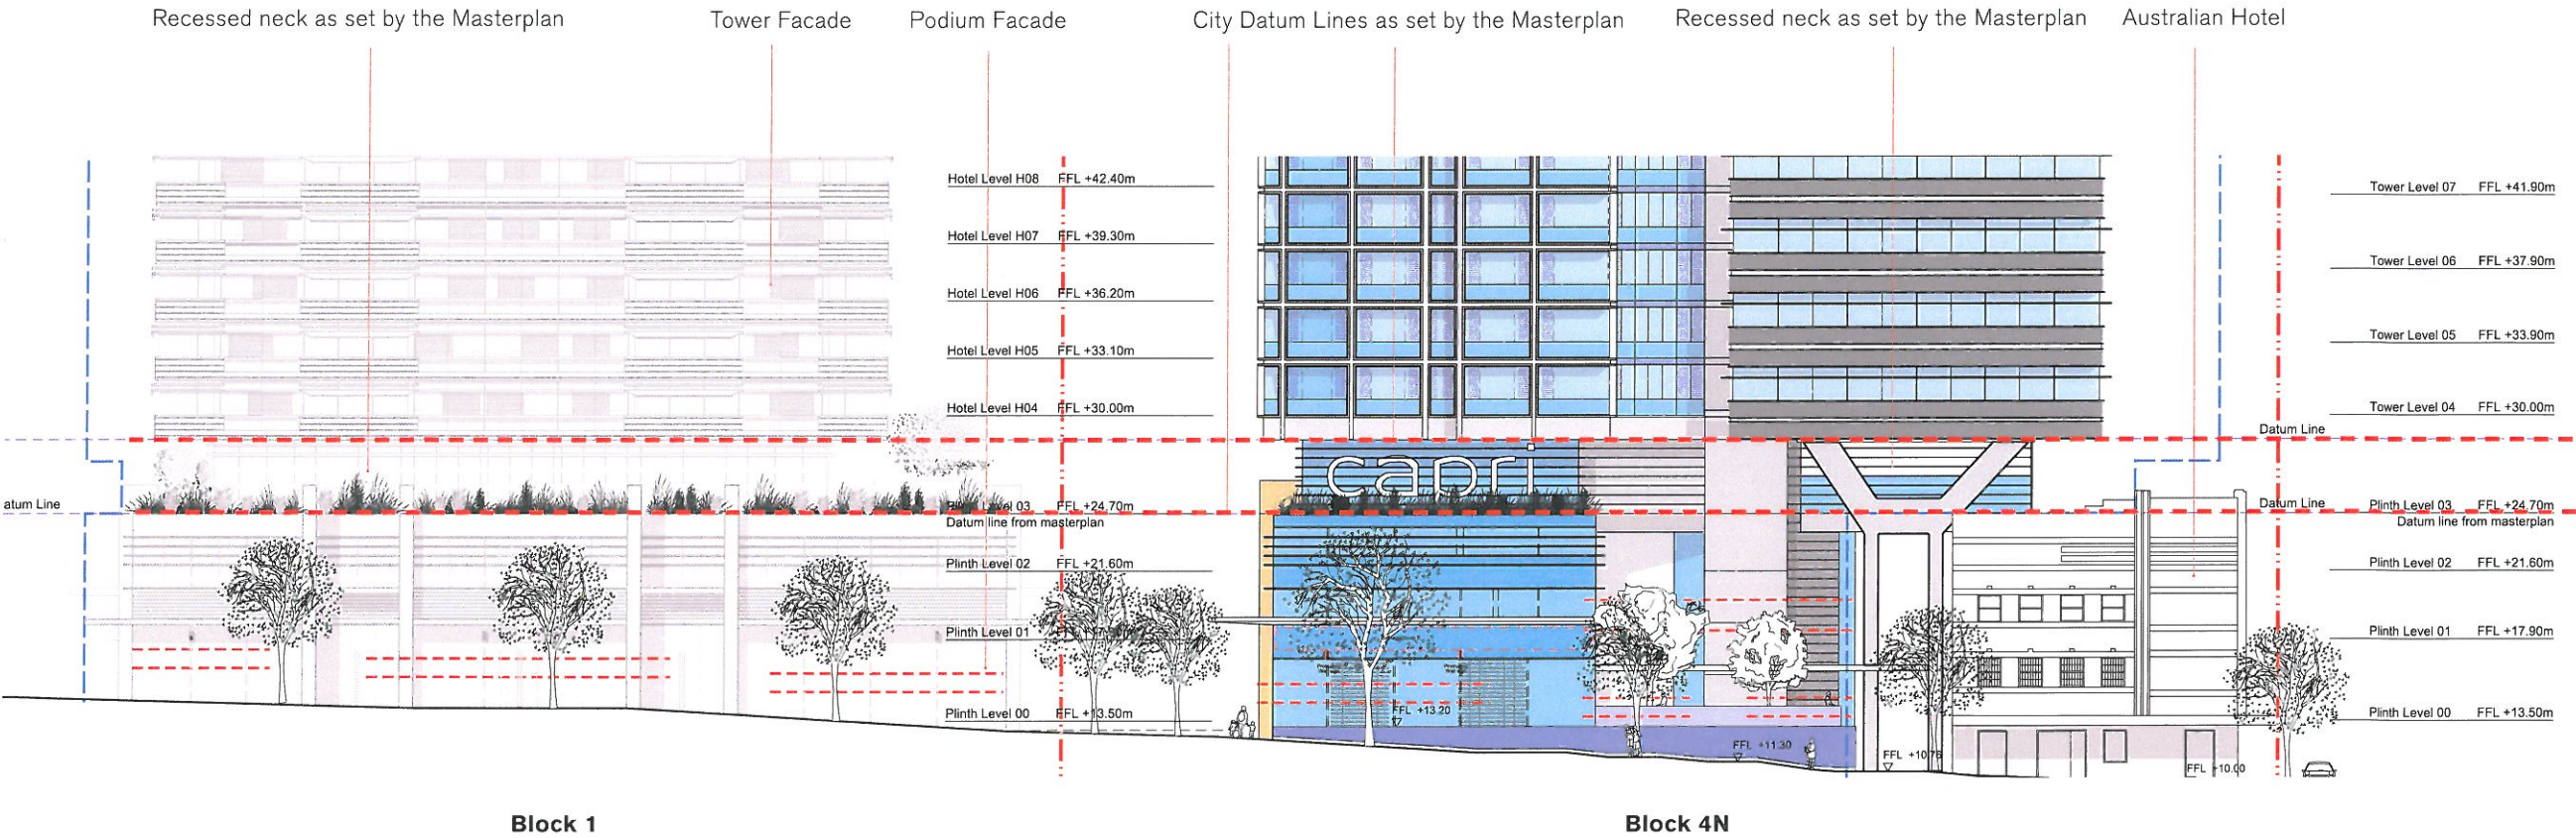 Recessed neck as set by the Masterplan
Tower Facade
Podium Facade
City Datum Lines as set by the Masterplan
Recessed neck as set by the Masterplan
Australian Hotel
Hotel Level H08 FFL +42.40m
Hotel Level H07 FFL +39.30m
Hotel Level H06 FFL +36.20m
Hotel Level H05 FFL +33.10m
Hotel Level H04 FFL +30.00m
Plinth Level 03 FFL +24.70m
Datum line from masterplan
Plinth Level 02 FFL +21.60m
Plinth Level 01
Plinth Level 00 FFL +13.50m
atum Line
capri
FFL +13.20
FFL +11.30
FFL +10.76
FFL +10.00
Tower Level 07 FFL +41.90m
Tower Level 06 FFL +37.90m
Tower Level 05 FFL +33.90m
Tower Level 04 FFL +30.00m
Datum Line
Datum Line
Plinth Level 03 FFL +24.70m
Datum line from masterplan
Plinth Level 02 FFL +21.60m
Plinth Level 01 FFL +17.90m
Plinth Level 00 FFL +13.50m
Block 1
Block 4N